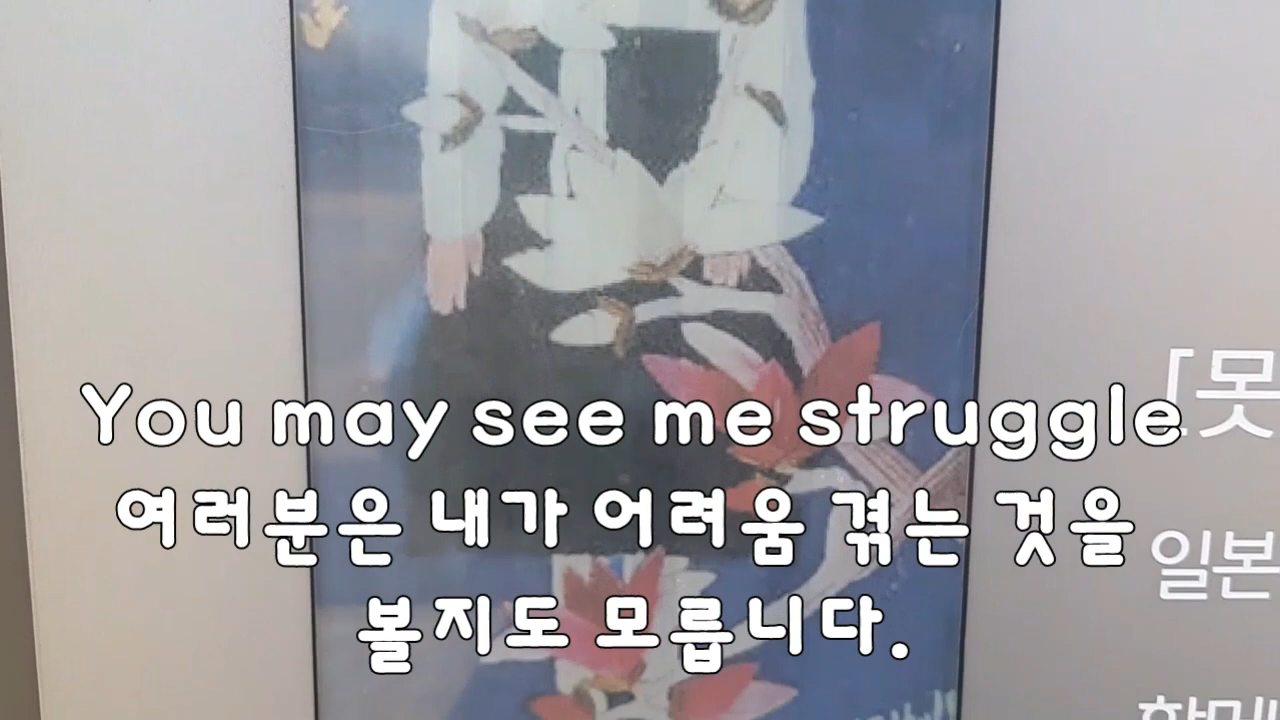 「못
You may see me struggle
여러분은 내가 어려움 겪는 것을
일본
볼지도 모릅니다.